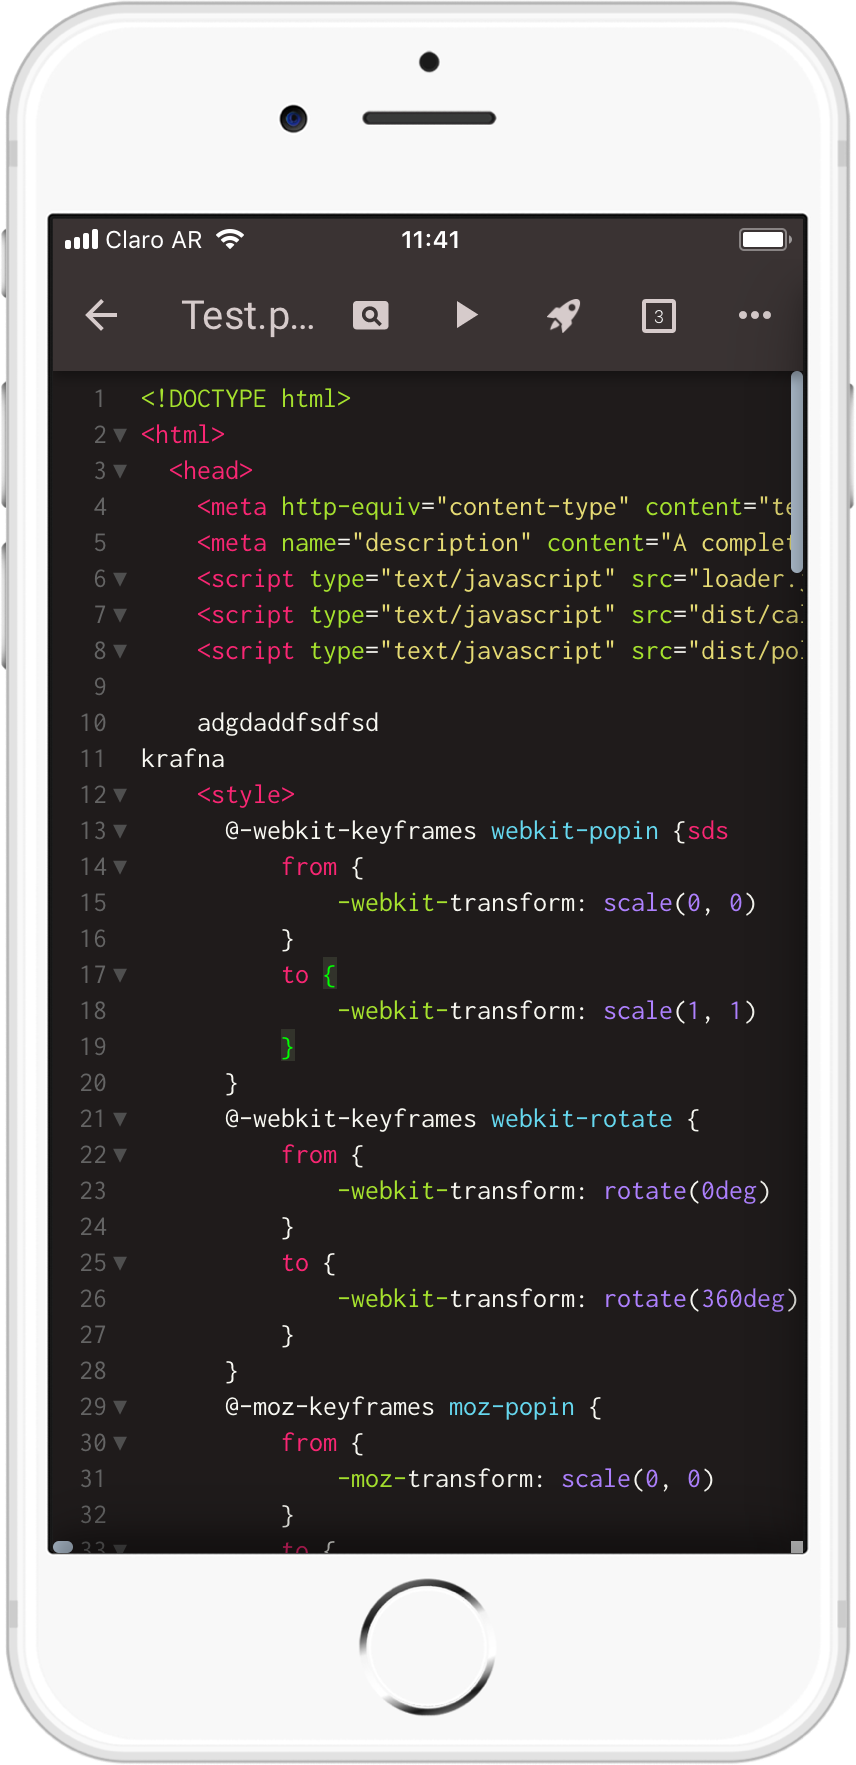 Claro AR 11:41
Test.p... 3
1 <!DOCTYPE html>
2 <html>
3 <head>
4 <meta http-equiv="content-type" content="te
5 <meta name="description" content="A complet
6 <script type="text/javascript" src="loader.
7 <script type="text/javascript" src="dist/ca
8 <script type="text/javascript" src="dist/po
9
10 adgdaddfsdfsd
11 krafna
12 <style>
13 @-webkit-keyframes webkit-popin {sds
14 from {
15 -webkit-transform: scale(0, 0)
16 }
17 to {
18 -webkit-transform: scale(1, 1)
19 }
20 }
21 @-webkit-keyframes webkit-rotate {
22 from {
23 -webkit-transform: rotate(0deg)
24 }
25 to {
26 -webkit-transform: rotate(360deg)
27 }
28 }
29 @-moz-keyframes moz-popin {
30 from {
31 -moz-transform: scale(0, 0)
32 }
33 to {